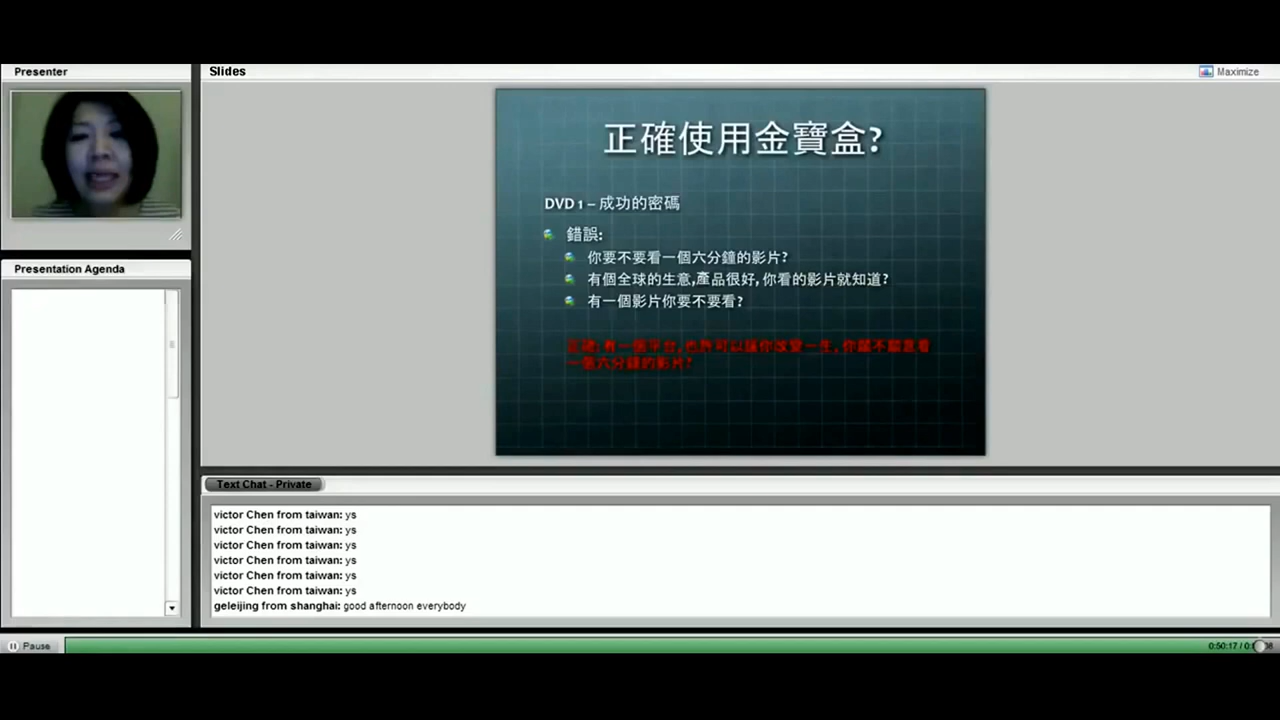 Presenter
Slides
Maximize
正確使用金寶盒?
DVD 1 – 成功的密碼
錯誤:
你要不要看一個六分鐘的影片?
有個全球的生意,產品很好, 你看的影片就知道?
有一個影片你要不要看?
正確: 有一個平台, 也許可以讓你改變一生, 你願不願意看
一個六分鐘的影片?
Presentation Agenda
Text Chat - Private
victor Chen from taiwan: ys
victor Chen from taiwan: ys
victor Chen from taiwan: ys
victor Chen from taiwan: ys
victor Chen from taiwan: ys
victor Chen from taiwan: ys
geleijing from shanghai: good afternoon everybody
Pause
0:50:17 / 0: